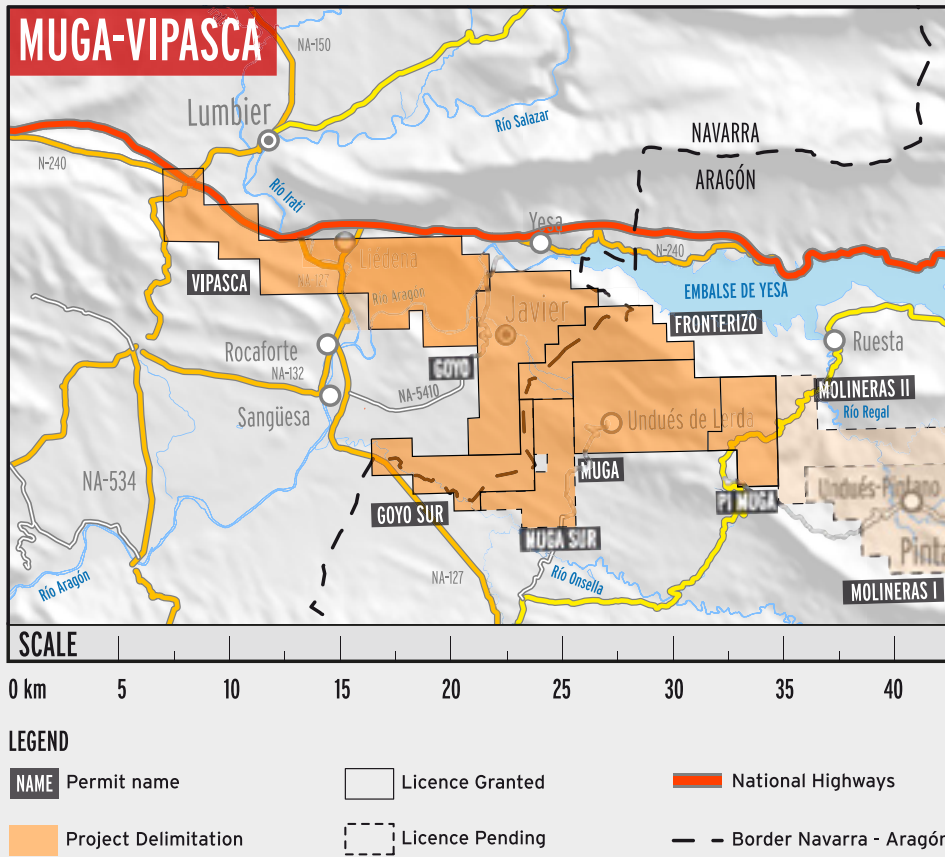 MUGA-VIPASCA
NA-150
Lumbier
Río Salazar
NAVARRA
N-240
ARAGÓN
Río Irati
Yesa
N-240
Liédena
VIPASCA
NA-127
Río Aragón
EMBALSE DE YESA
Javier
FRONTERIZO
Rocaforte
Ruesta
GOYO
NA-132
NA-5410
MOLINERAS II
Sangüesa
Río Regal
Undués de Lerda
NA-534
MUGA
Undués-Pintano
GOYO SUR
PI MUGA
MUGA SUR
Pinta
Río Aragón
NA-127
Río Onsella
MOLINERAS I
SCALE
0 km 5 10 15 20 25 30 35 40
LEGEND
NAME Permit name
Licence Granted
National Highways
Project Delimitation
Licence Pending
Border Navarra - Aragón